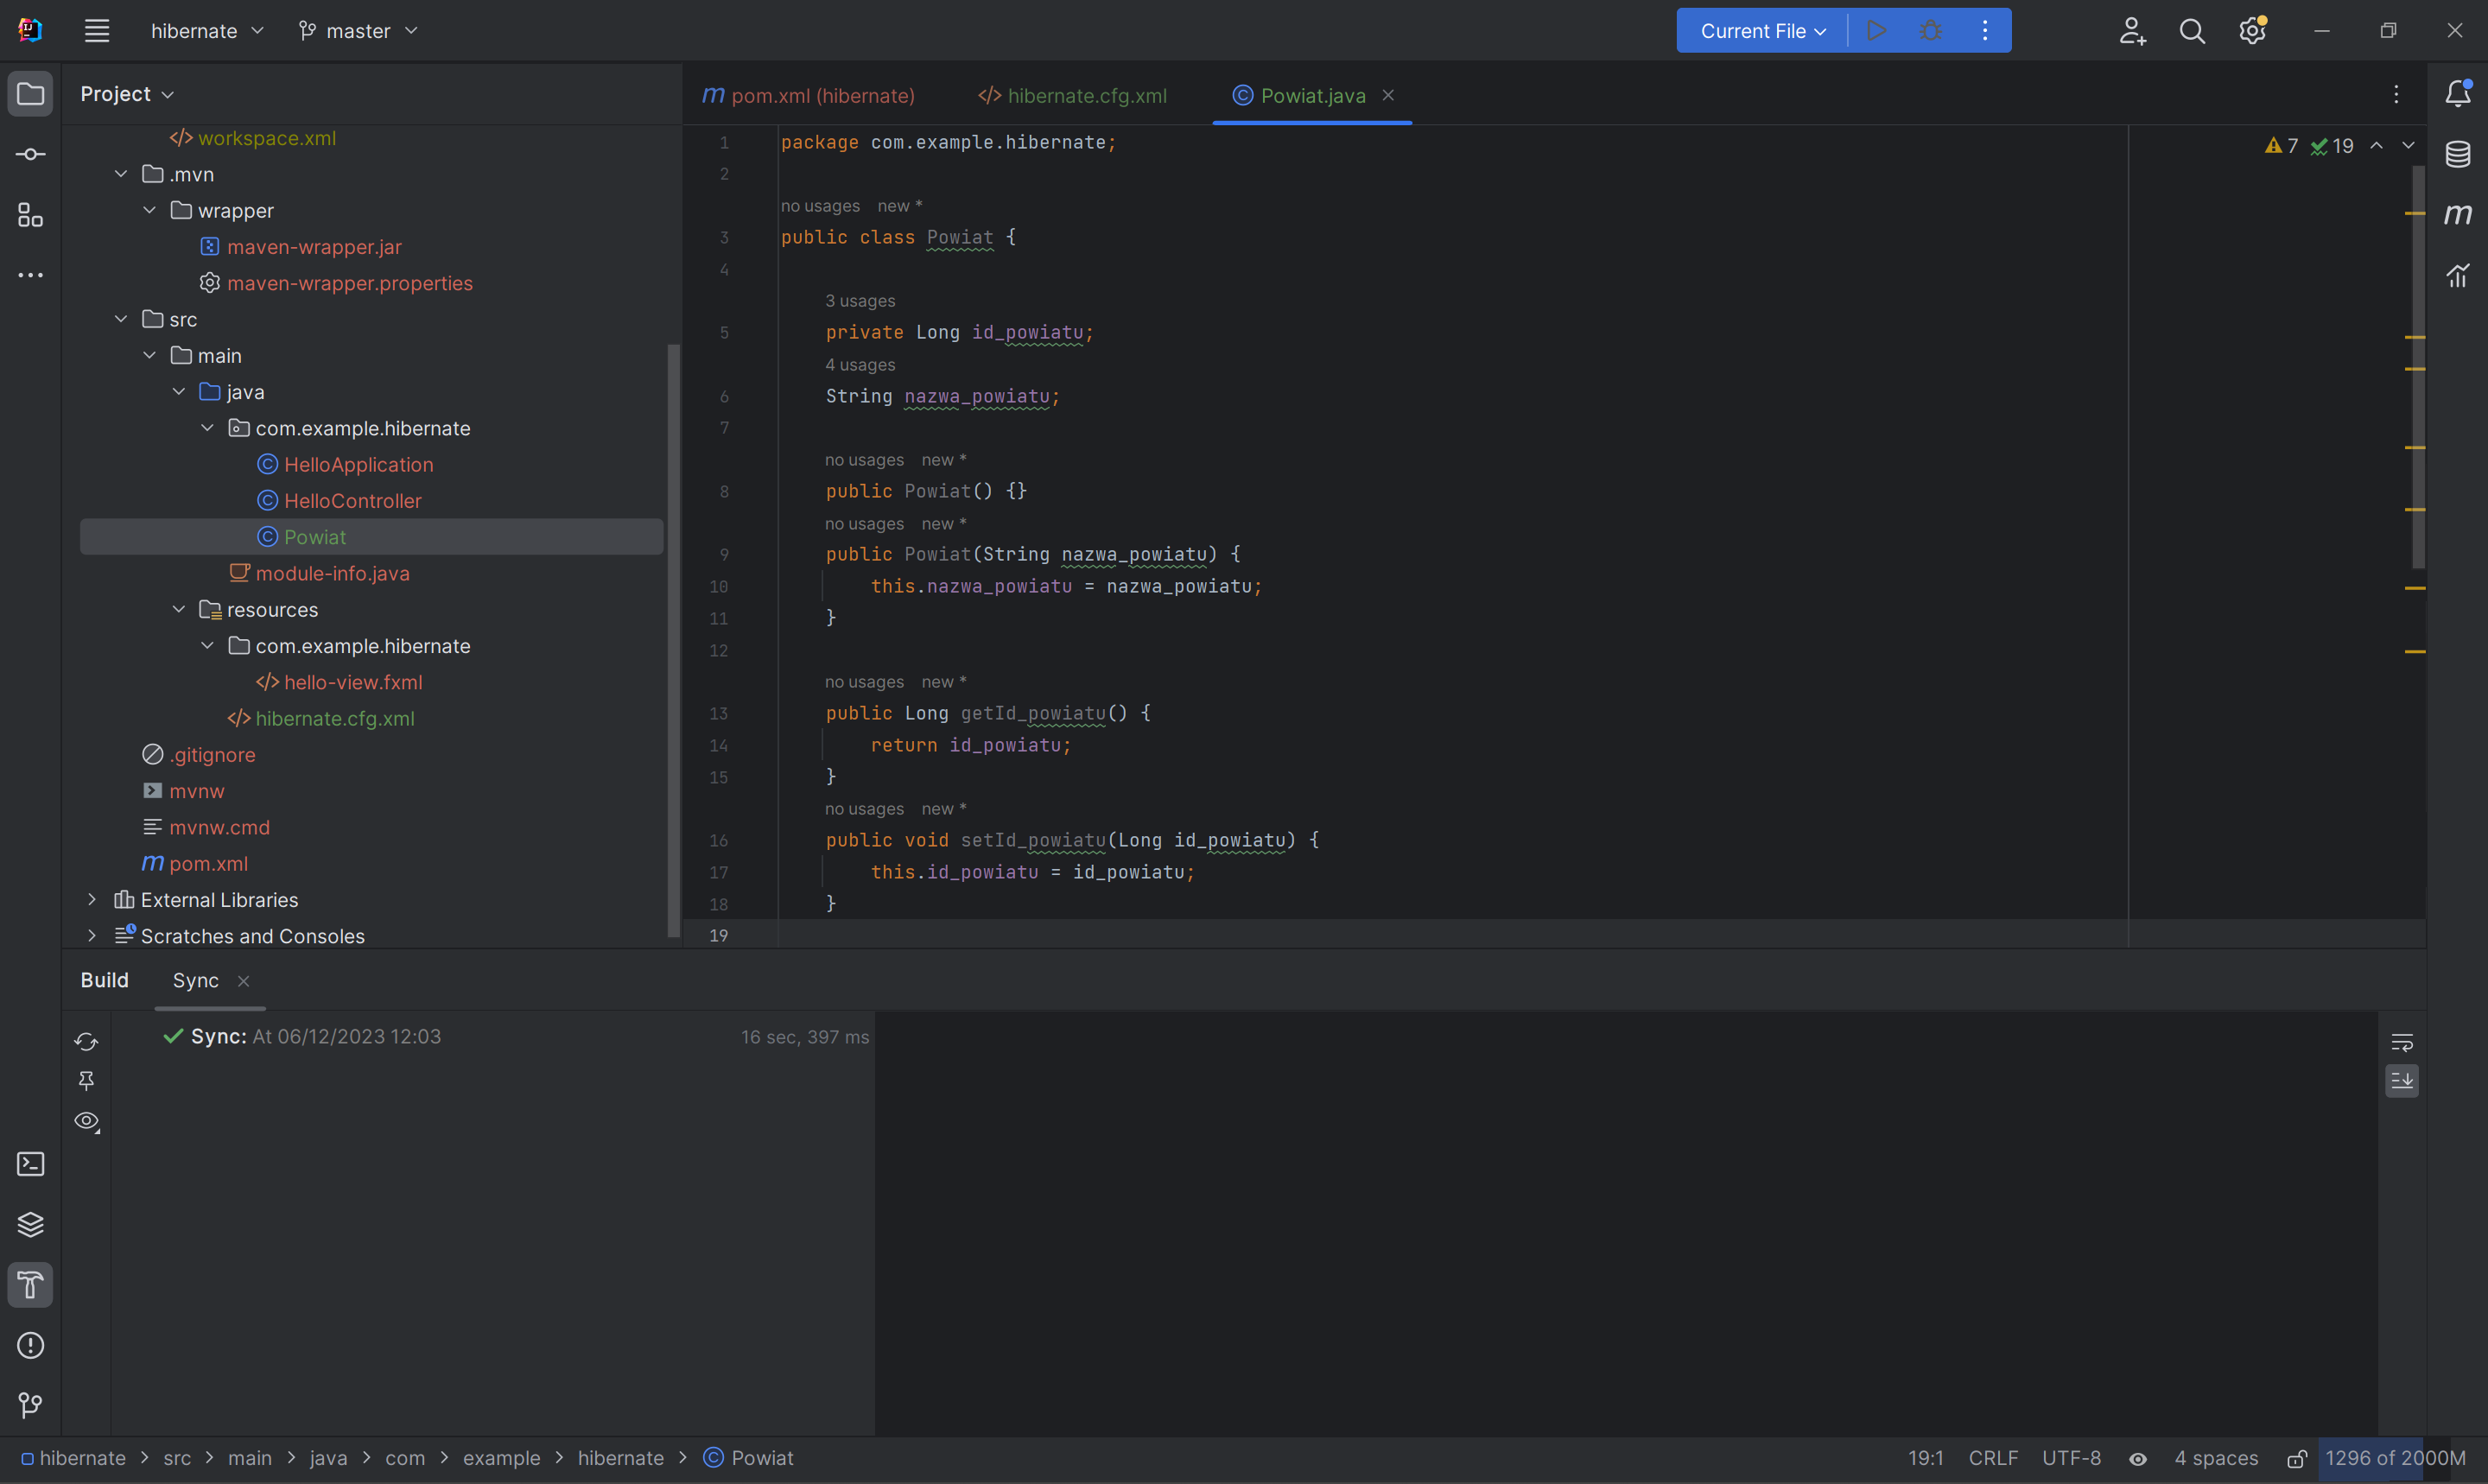 hibernate master Current File
Project
workspace.xml
.mvn
wrapper
maven-wrapper.jar
maven-wrapper.properties
src
main
java
com.example.hibernate
HelloApplication
HelloController
Powiat
module-info.java
resources
com.example.hibernate
hello-view.fxml
hibernate.cfg.xml
.gitignore
mvnw
mvnw.cmd
m pom.xml
External Libraries
Scratches and Consoles
m pom.xml (hibernate) hibernate.cfg.xml Powiat.java
7 19
1 package com.example.hibernate;
2
no usages new *
3 public class Powiat {
4
3 usages
5 private Long id_powiatu;
4 usages
6 String nazwa_powiatu;
7
no usages new *
8 public Powiat() {}
no usages new *
9 public Powiat(String nazwa_powiatu) {
10 this.nazwa_powiatu = nazwa_powiatu;
11 }
12
no usages new *
13 public Long getId_powiatu() {
14 return id_powiatu;
15 }
no usages new *
16 public void setId_powiatu(Long id_powiatu) {
17 this.id_powiatu = id_powiatu;
18 }
19
m
Build Sync
Sync: At 06/12/2023 12:03 16 sec, 397 ms
hibernate > src > main > java > com > example > hibernate > Powiat 19:1 CRLF UTF-8 4 spaces 1296 of 2000M